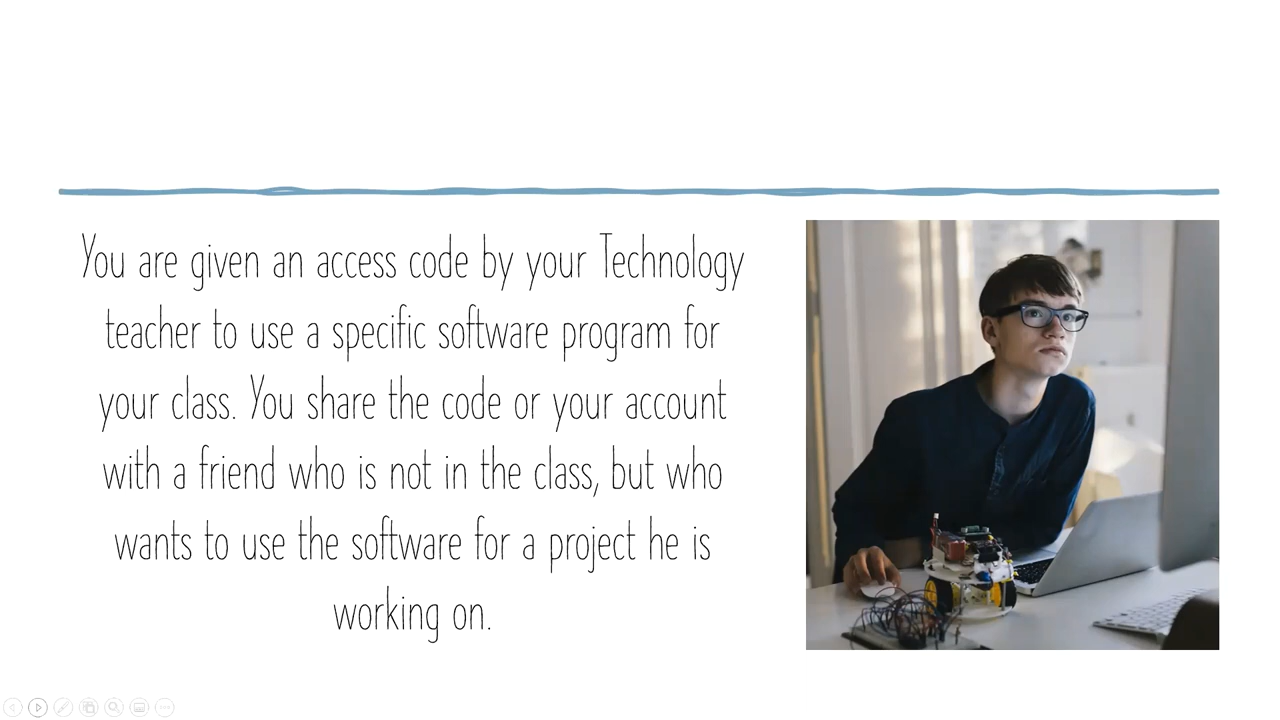 You are given an access code by your Technology
teacher to use a specific software program for
your class. You share the code or your account
with a friend who is not in the class, but who
wants to use the software for a project he is
working on.